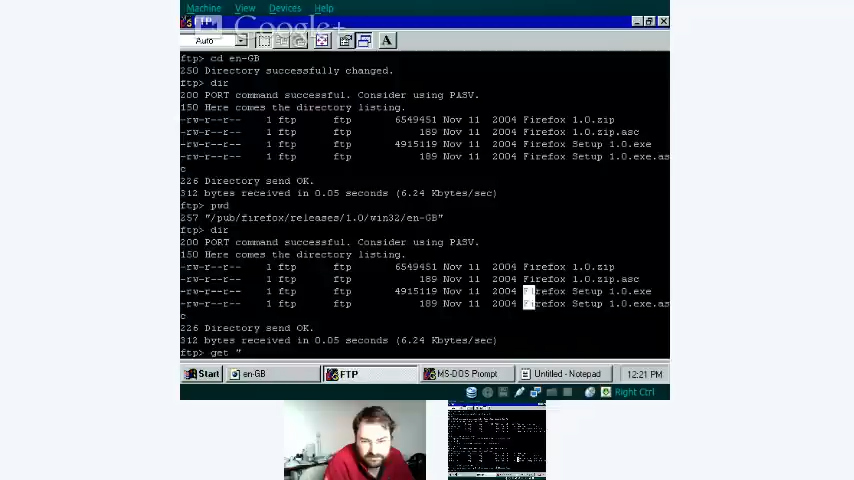 Machine View Devices Help
Google+
FTP
Auto A
ftp> cd en-GB
250 Directory successfully changed.
ftp> dir
200 PORT command successful. Consider using PASV.
150 Here comes the directory listing.
-rw-r--r-- 1 ftp ftp 6549451 Nov 11 2004 Firefox 1.0.zip
-rw-r--r-- 1 ftp ftp 189 Nov 11 2004 Firefox 1.0.zip.asc
-rw-r--r-- 1 ftp ftp 4915119 Nov 11 2004 Firefox Setup 1.0.exe
-rw-r--r-- 1 ftp ftp 189 Nov 11 2004 Firefox Setup 1.0.exe.as
c
226 Directory send OK.
312 bytes received in 0.05 seconds (6.24 Kbytes/sec)
ftp> pwd
257 "/pub/firefox/releases/1.0/win32/en-GB"
ftp> dir
200 PORT command successful. Consider using PASV.
150 Here comes the directory listing.
-rw-r--r-- 1 ftp ftp 6549451 Nov 11 2004 Firefox 1.0.zip
-rw-r--r-- 1 ftp ftp 189 Nov 11 2004 Firefox 1.0.zip.asc
-rw-r--r-- 1 ftp ftp 4915119 Nov 11 2004 Firefox Setup 1.0.exe
-rw-r--r-- 1 ftp ftp 189 Nov 11 2004 Firefox Setup 1.0.exe.as
c
226 Directory send OK.
312 bytes received in 0.05 seconds (6.24 Kbytes/sec)
ftp> get "
Start en-GB FTP MS-DOS Prompt Untitled - Notepad 12:21 PM
Right Ctrl